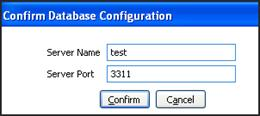 Confirm Database Configuration
Server Name test
Server Port 3311
Confirm Cancel